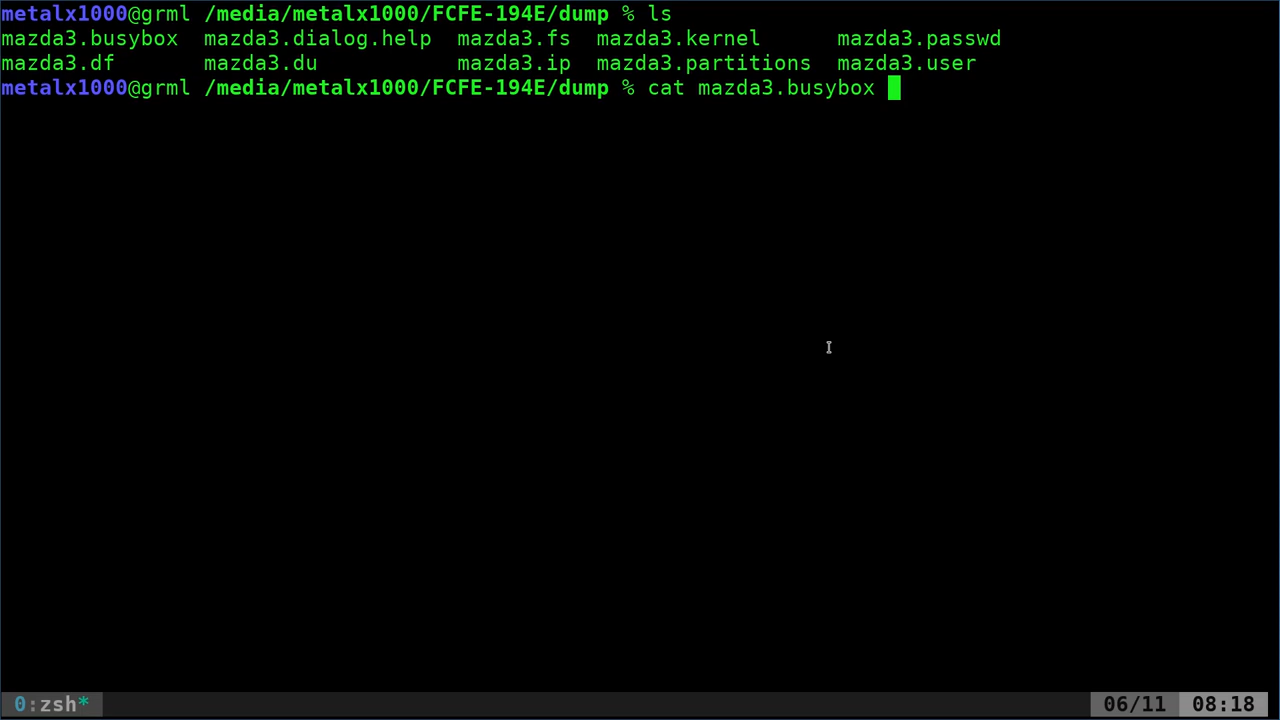 metalx1000@grml /media/metalx1000/FCFE-194E/dump % ls
mazda3.busybox  mazda3.dialog.help  mazda3.fs  mazda3.kernel      mazda3.passwd
mazda3.df       mazda3.du           mazda3.ip  mazda3.partitions  mazda3.user
metalx1000@grml /media/metalx1000/FCFE-194E/dump % cat mazda3.busybox
0:zsh* 06/11 08:18